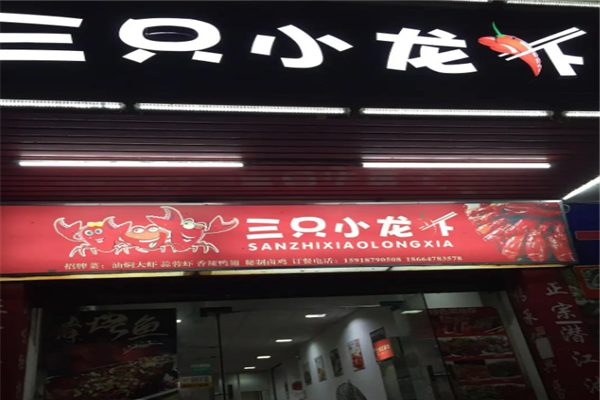 三只小龙虾
三只小龙虾
SANZHIXIAOLONGXIA
招牌菜：油焖大虾 蒜蓉虾 香辣鸭翅 秘制卤鸡 订餐电话：15918790508 18664783578
烤鱼
正宗潜江